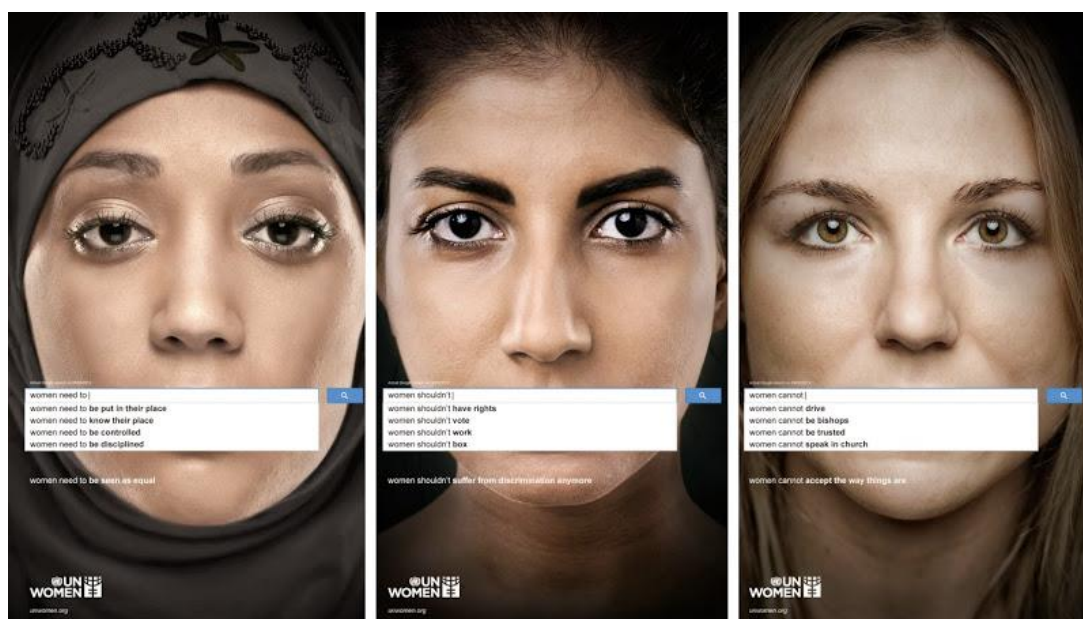 women need to
women need to be put in their place
women need to know their place
women need to be controlled
women need to be disciplined
women need to be seen as equal
UN
WOMEN
unwomen.org
women shouldn't
women shouldn't have rights
women shouldn't vote
women shouldn't work
women shouldn't box
women shouldn't suffer from discrimination anymore
UN
WOMEN
unwomen.org
women cannot
women cannot drive
women cannot be bishops
women cannot be trusted
women cannot speak in church
women cannot accept the way things are
UN
WOMEN
unwomen.org